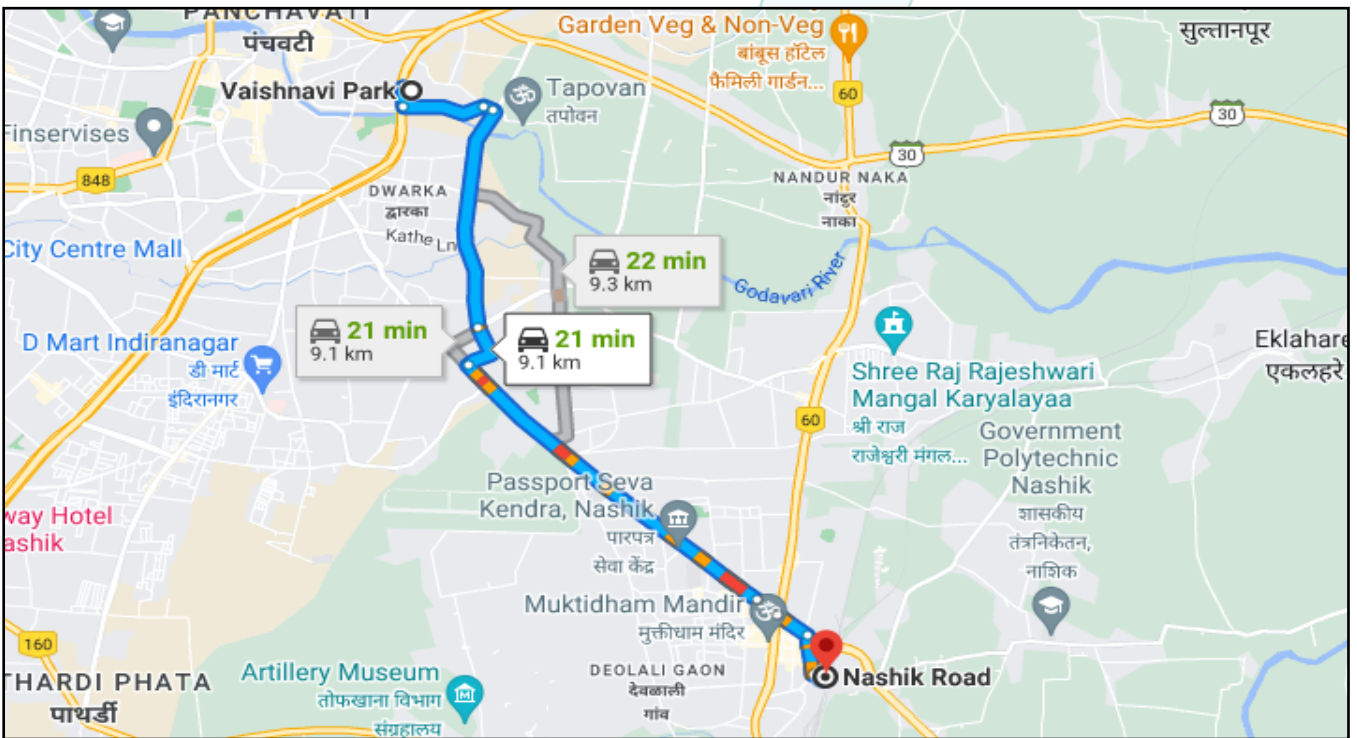 PANCHAVATI
पंचवटी
Garden Veg & Non-Veg
बांबूस हॉटेल
फैमिली गार्डन...
सुल्तानपूर
Vaishnavi Park
Tapovan
तपोवन
60
30
Finservises
30
848
DWARKA
द्वारका
NANDUR NAKA
नांदुर
नाका
Kathe Ln
City Centre Mall
22 min
9.3 km
Godavari River
21 min
9.1 km
21 min
9.1 km
D Mart Indiranagar
डी मार्ट
इंदिरानगर
Eklahare
एकलहरे
Shree Raj Rajeshwari
Mangal Karyalayaa
श्री राज
राजेश्वरी मंगल...
60
Government
Polytechnic
Nashik
शासकीय
तंत्रनिकेतन,
नाशिक
Passport Seva
Kendra, Nashik
पारपत्र
सेवा केंद्र
way Hotel
ashik
Muktidham Mandir
मुक्तीधाम मंदिर
160
THARDI PHATA
पाथर्डी
Artillery Museum
तोफखाना विभाग
संग्रहालय
DEOLALI GAON
देवळाली
गांव
Nashik Road